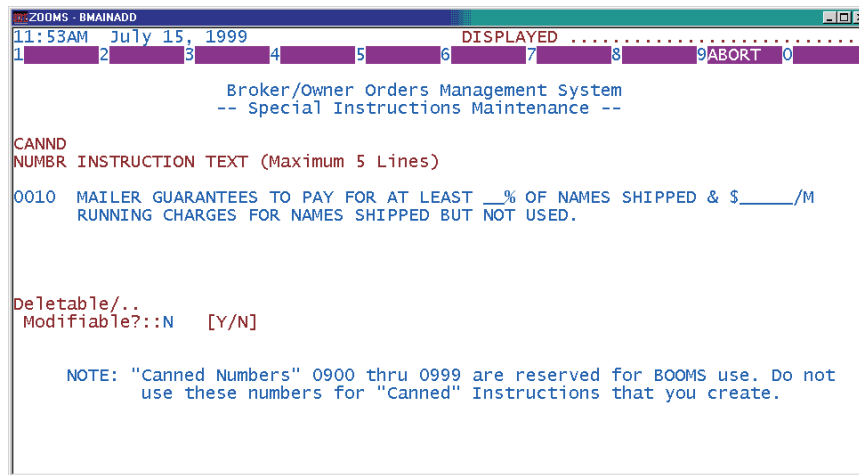 ZOOMS - BMAINADD
11:53AM July 15, 1999 DISPLAYED ...........................
1 2 3 4 5 6 7 8 9ABORT 0
Broker/Owner Orders Management System
-- Special Instructions Maintenance --
CANND
NUMBR INSTRUCTION TEXT (Maximum 5 Lines)
0010 MAILER GUARANTEES TO PAY FOR AT LEAST __% OF NAMES SHIPPED & $_____/M
RUNNING CHARGES FOR NAMES SHIPPED BUT NOT USED.
Deletable/..
Modifiable?::N [Y/N]
NOTE: "Canned Numbers" 0900 thru 0999 are reserved for BOOMS use. Do not
use these numbers for "Canned" Instructions that you create.